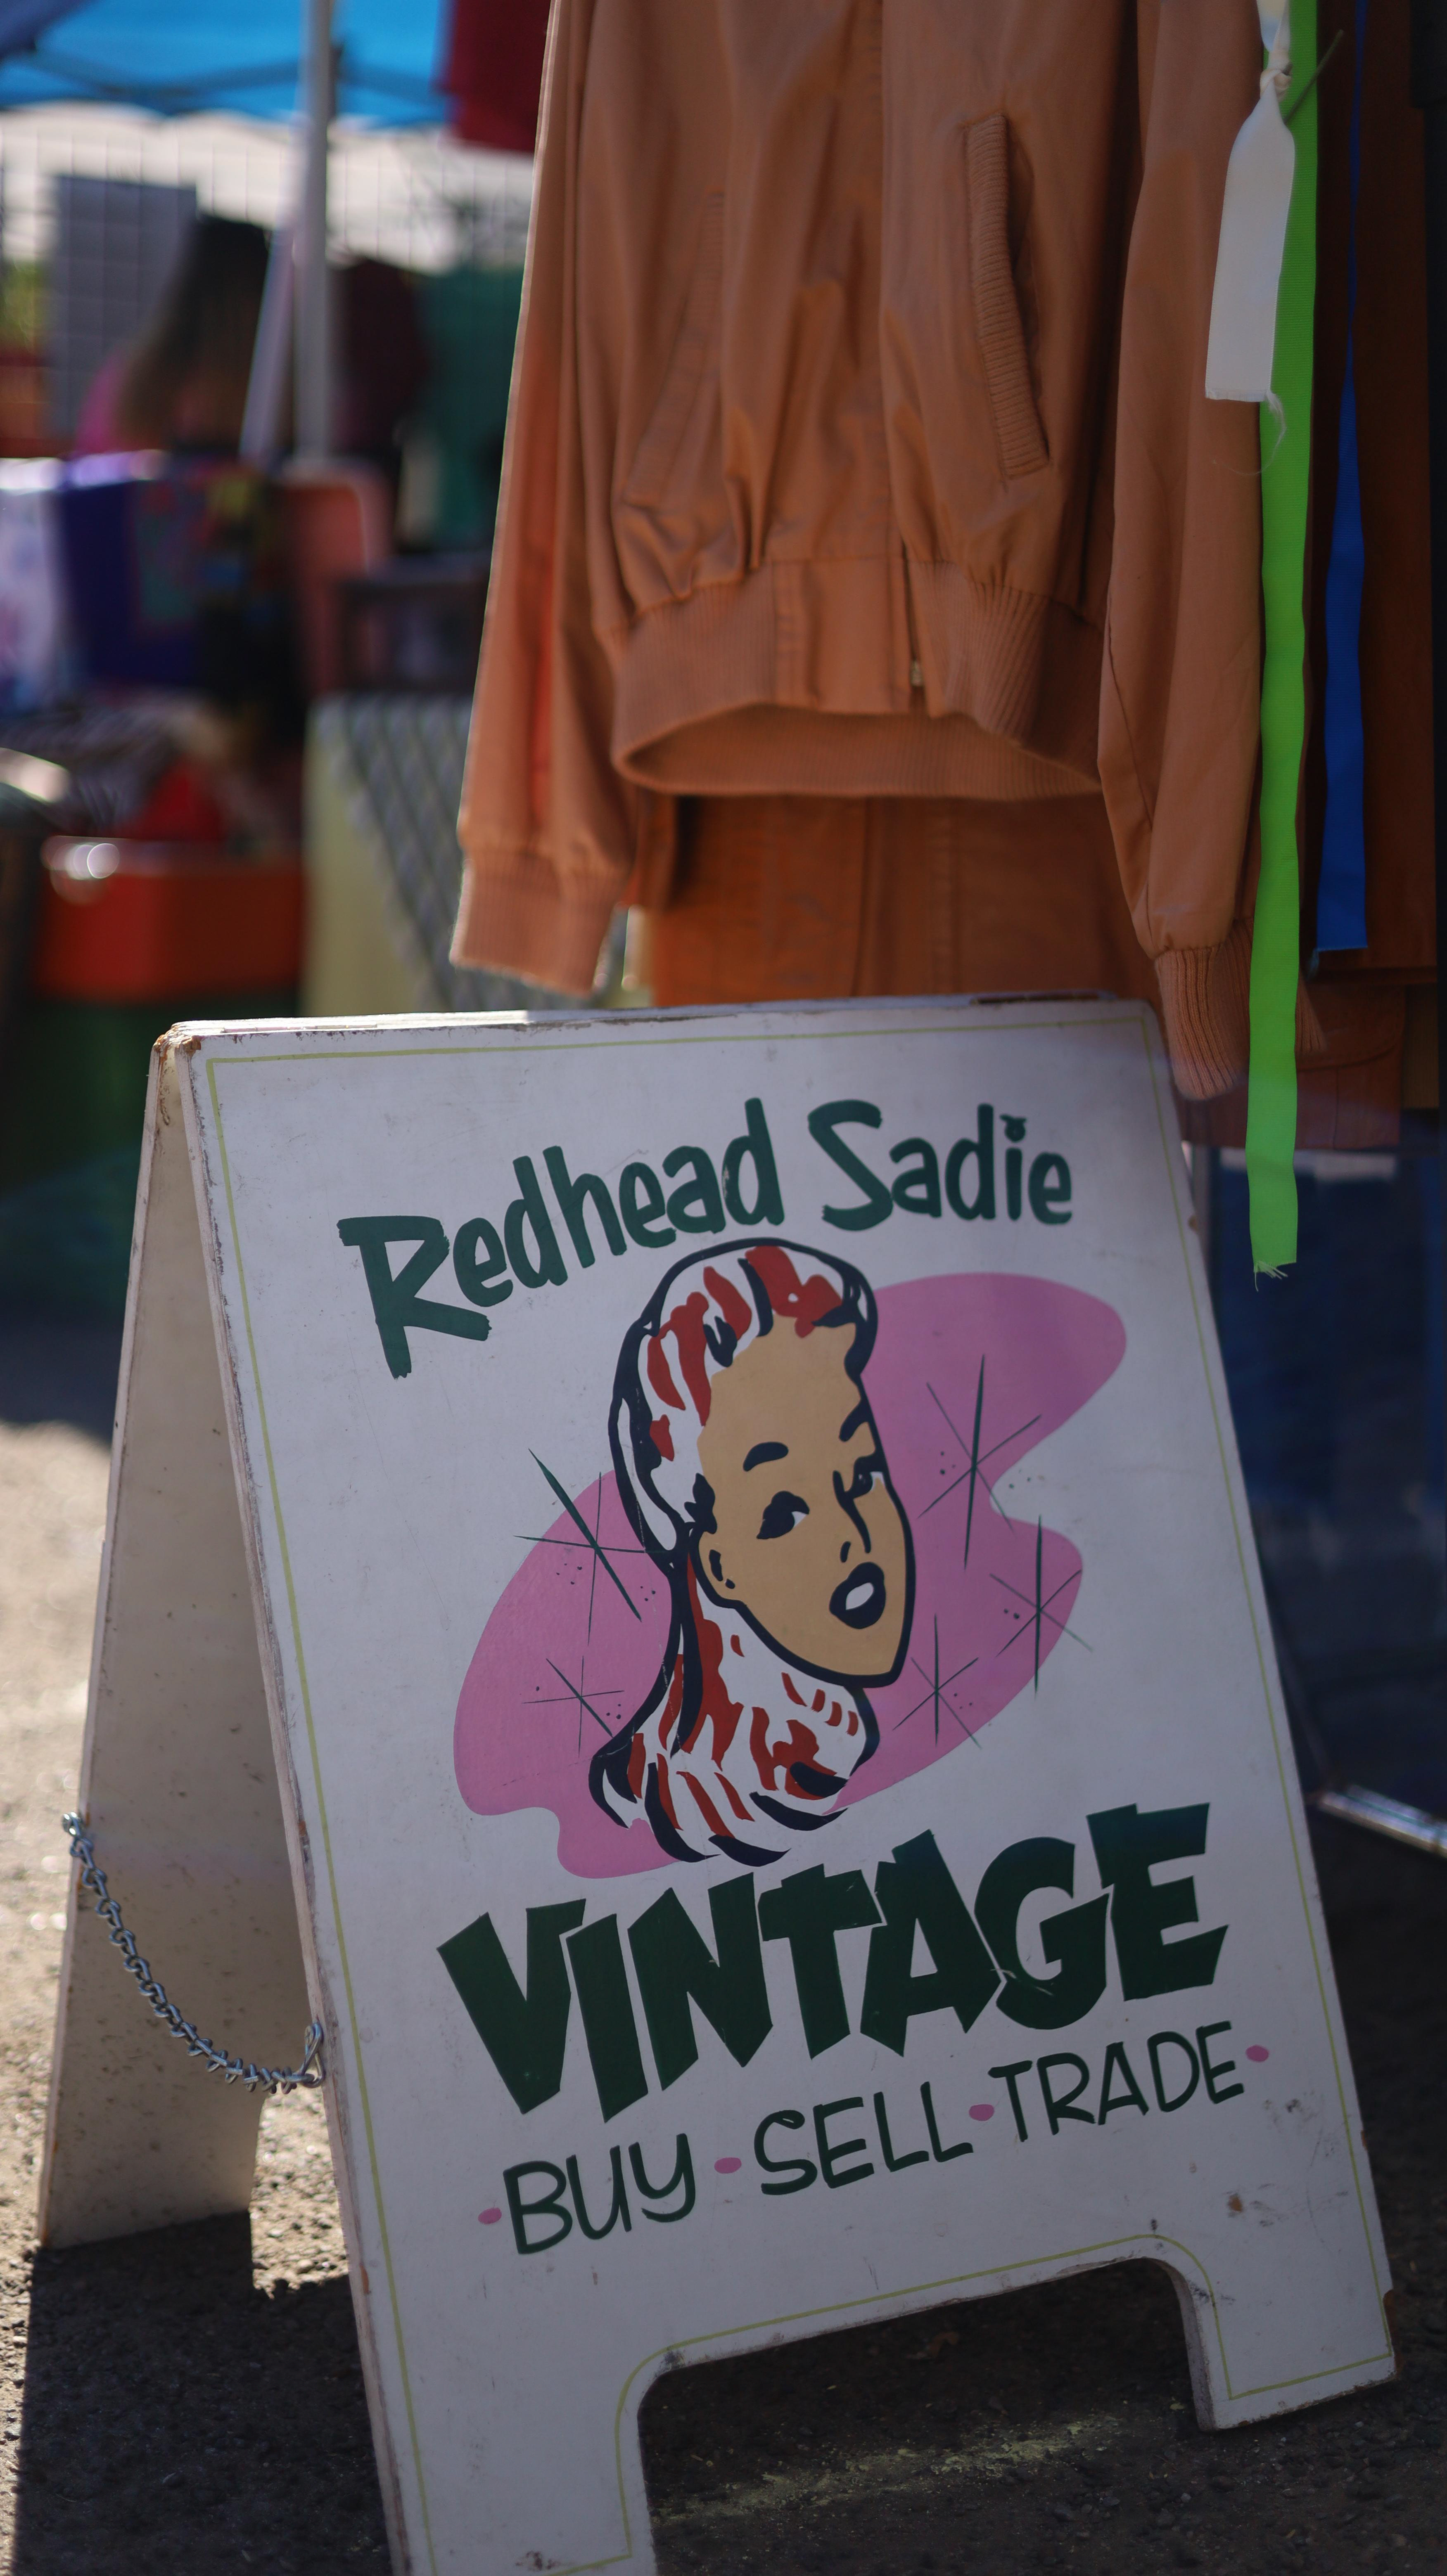 Redhead Sadie
VINTAGE
BUY • SELL • TRADE